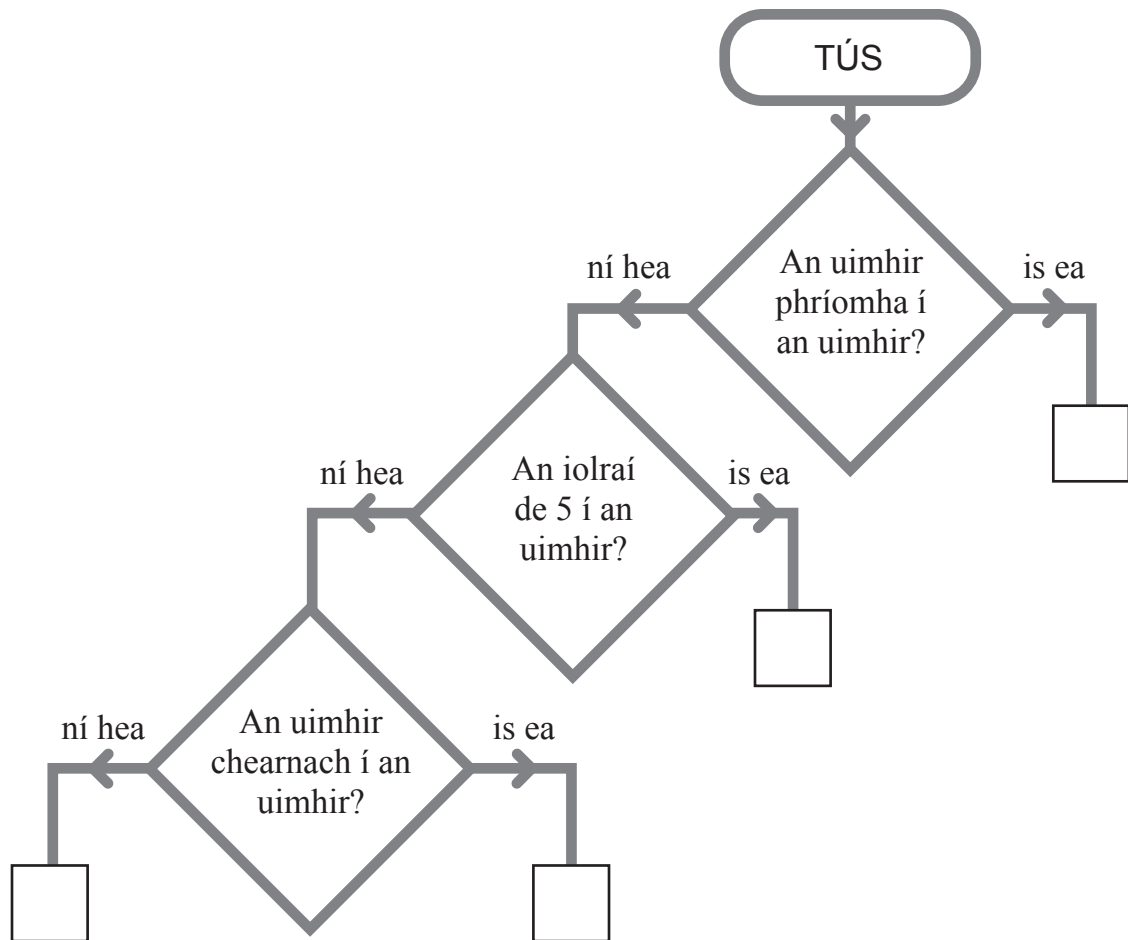 TÚS
ní hea
An uimhir
phríomha í
an uimhir?
is ea
ní hea
An iolraí
de 5 í an
uimhir?
is ea
ní hea
An uimhir
chearnach í an
uimhir?
is ea